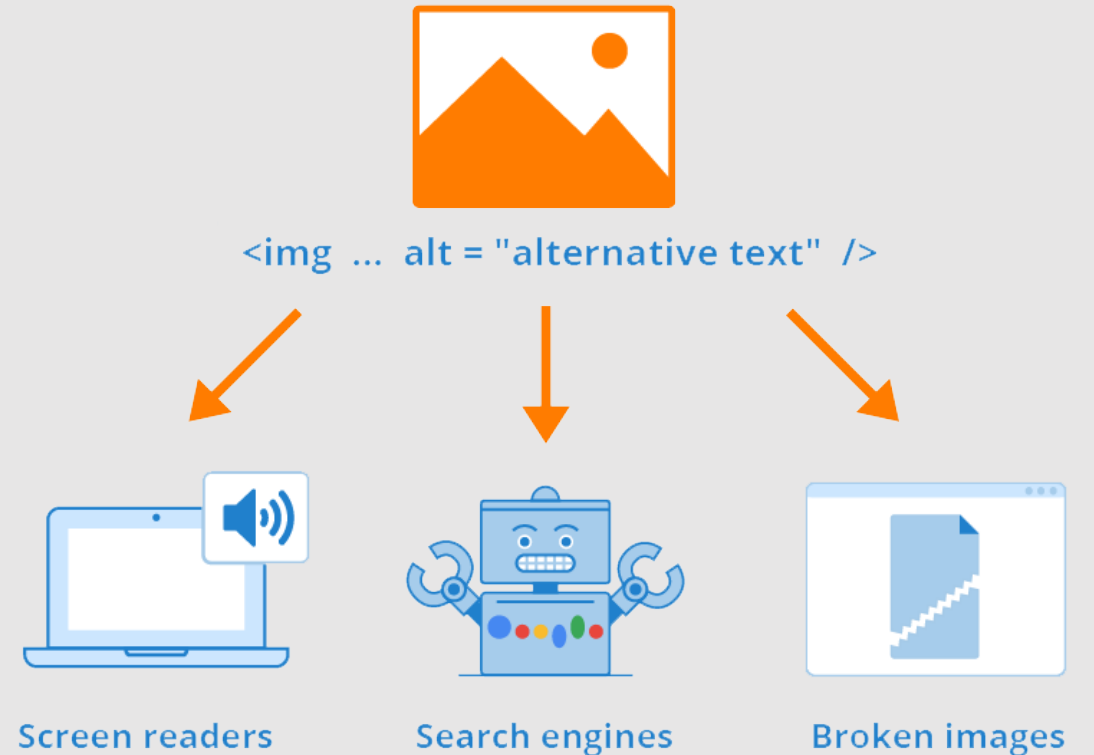 <img ... alt = "alternative text" />
Screen readers
Search engines
Broken images